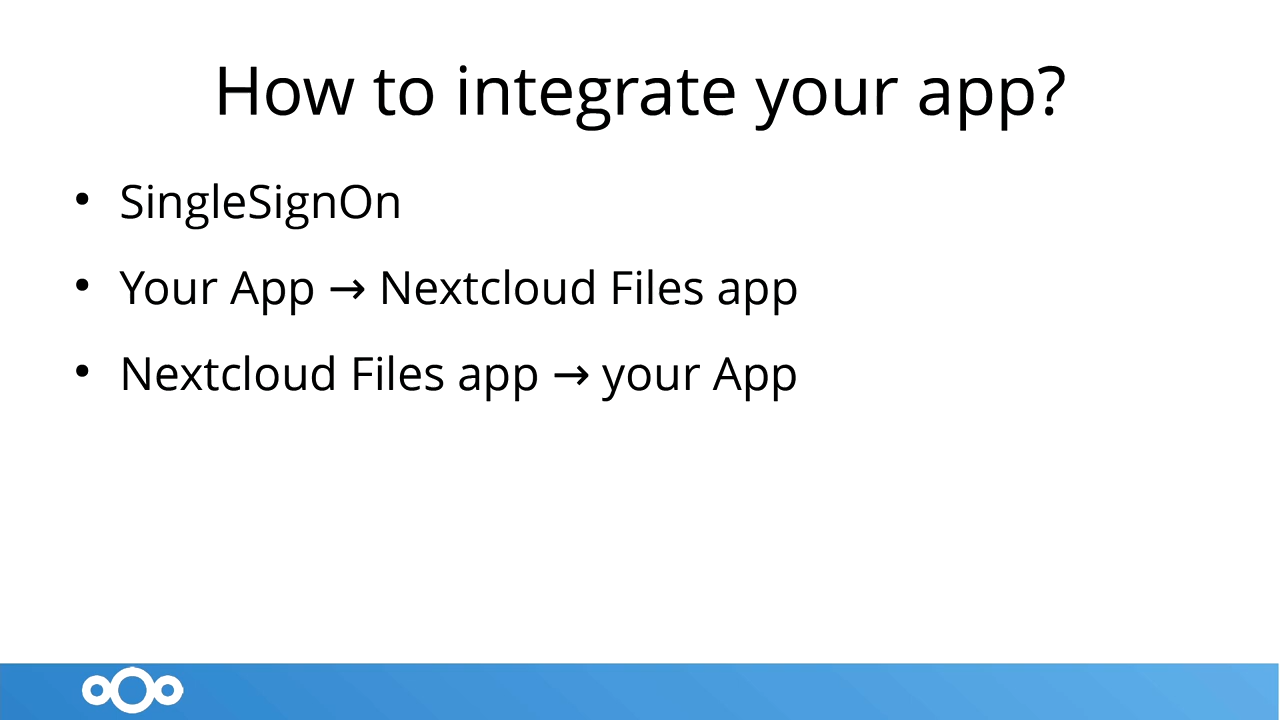 How to integrate your app?
• SingleSignOn
• Your App → Nextcloud Files app
• Nextcloud Files app → your App